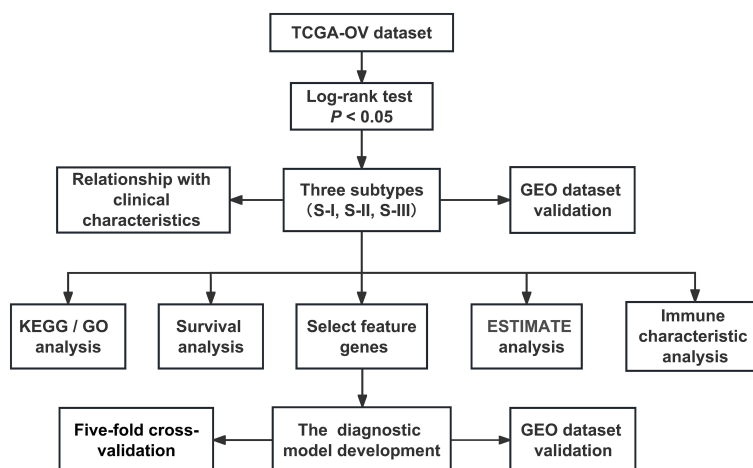 TCGA-OV dataset
Log-rank test
P < 0.05
Relationship with
clinical
characteristics
Three subtypes
(S-I, S-II, S-III)
GEO dataset
validation
KEGG / GO
analysis
Survival
analysis
Select feature
genes
ESTIMATE
analysis
Immune
characteristic
analysis
Five-fold cross-
validation
The diagnostic
model development
GEO dataset
validation